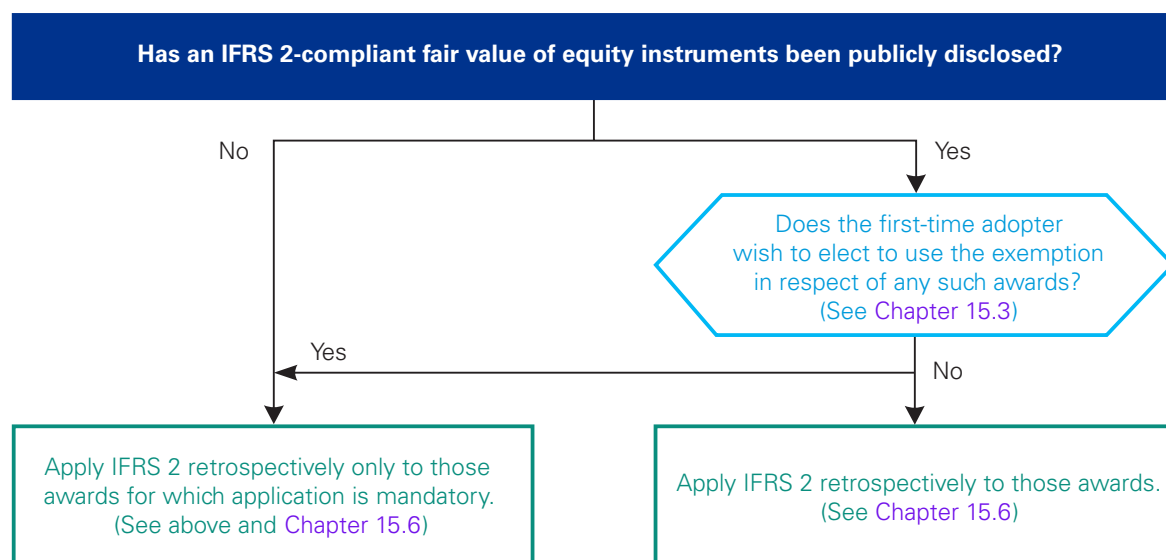 Has an IFRS 2-compliant fair value of equity instruments been publicly disclosed?
No
Yes
Does the first-time adopter
wish to elect to use the exemption
in respect of any such awards?
(See Chapter 15.3)
Yes
No
Apply IFRS 2 retrospectively only to those
awards for which application is mandatory.
(See above and Chapter 15.6)
Apply IFRS 2 retrospectively to those awards.
(See Chapter 15.6)